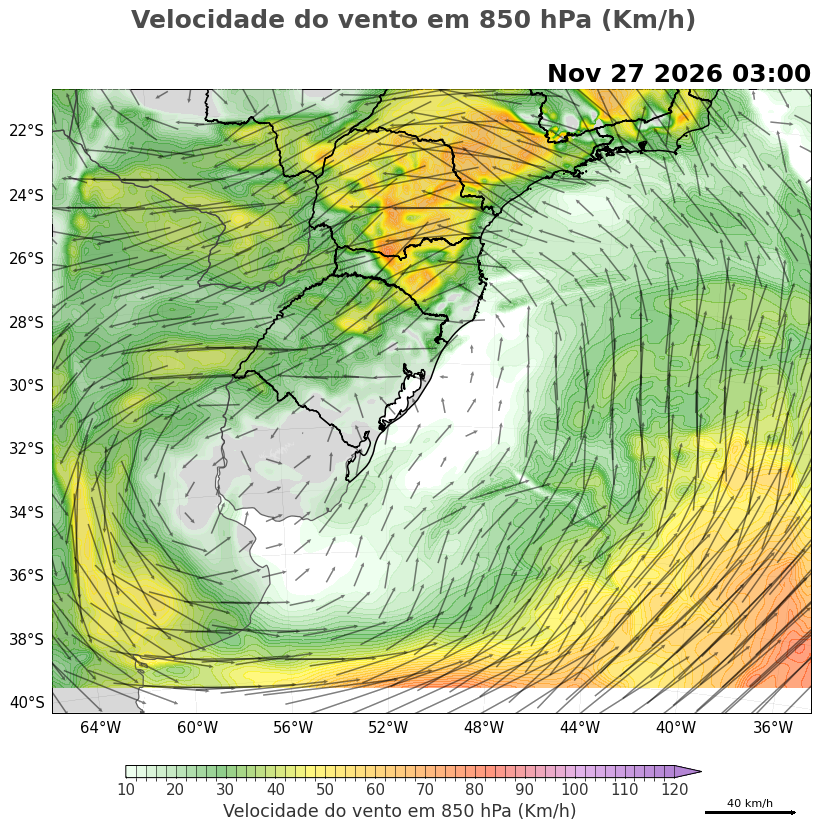 Velocidade do vento em 850 hPa (Km/h)
Nov 27 2026 03:00
22°S
24°S
26°S
28°S
30°S
32°S
34°S
36°S
38°S
40°S
64°W 60°W 56°W 52°W 48°W 44°W 40°W 36°W
10 20 30 40 50 60 70 80 90 100 110 120
Velocidade do vento em 850 hPa (Km/h)
40 km/h